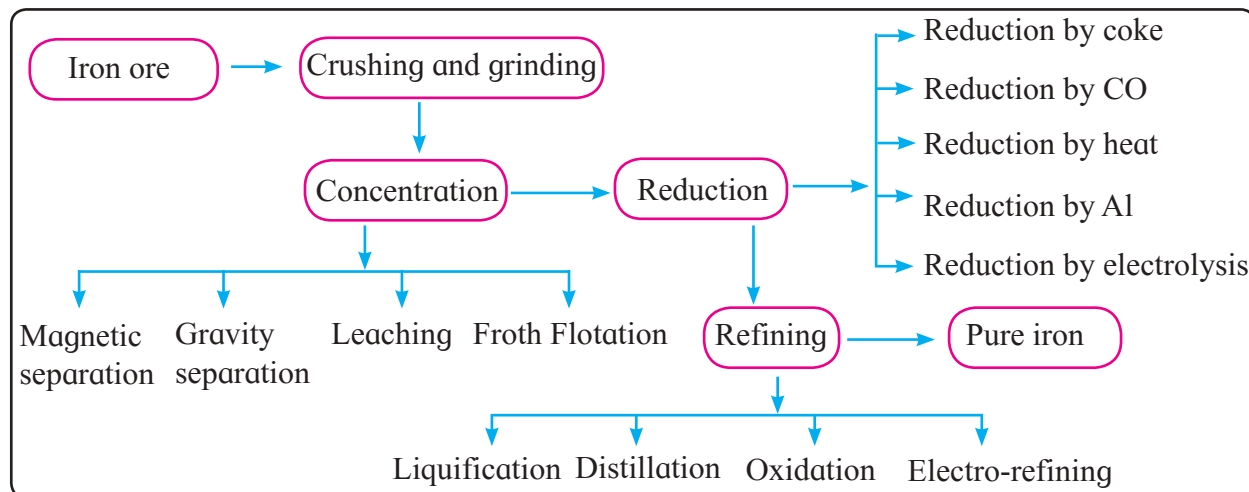 Iron ore
Crushing and grinding
Reduction by coke
Reduction by CO
Reduction by heat
Reduction by Al
Reduction by electrolysis
Concentration
Reduction
Magnetic
separation
Gravity
separation
Leaching
Froth Flotation
Refining
Pure iron
Liquification
Distillation
Oxidation
Electro-refining